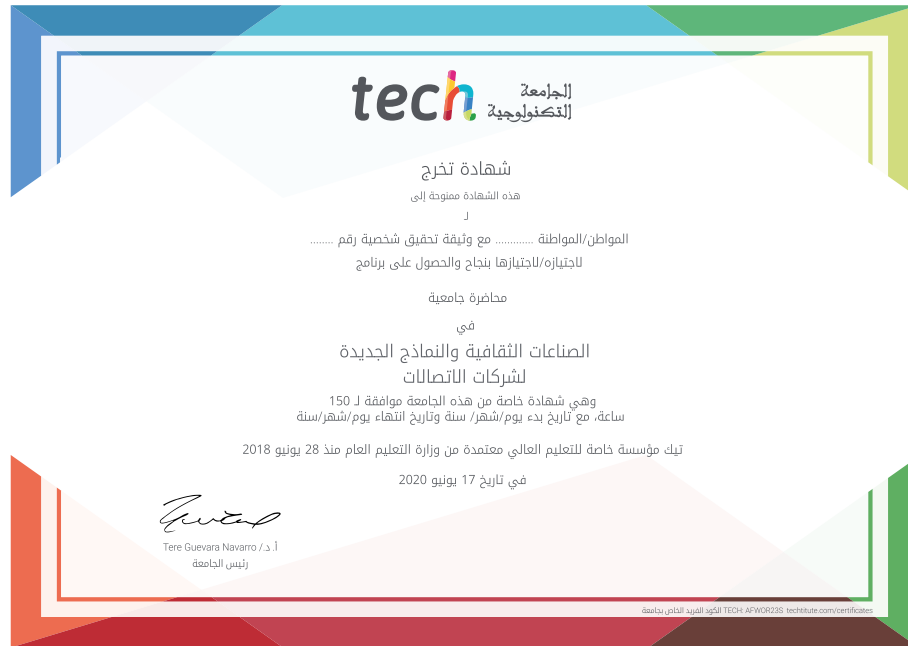 tech الجامعة
التكنولوجية
شهادة تخرج
هذه الشهادة ممنوحة إلى
لـ
المواطن/المواطنة ............. مع وثيقة تحقيق شخصية رقم ........
لاجتيازه/لاجتيازها بنجاح والحصول على برنامج
محاضرة جامعية
في
الصناعات الثقافية والنماذج الجديدة
لشركات الاتصالات
وهي شهادة خاصة من هذه الجامعة موافقة لـ 150
ساعة، مع تاريخ بدء يوم/شهر/ سنة وتاريخ انتهاء يوم/شهر/سنة
تيك مؤسسة خاصة للتعليم العالي معتمدة من وزارة التعليم العام منذ 28 يونيو 2018
في تاريخ 17 يونيو 2020
أ. د./ Tere Guevara Navarro
رئيس الجامعة
الكود الفريد الخاص بجامعة TECH: AFWOR23S techtitute.com/certificates